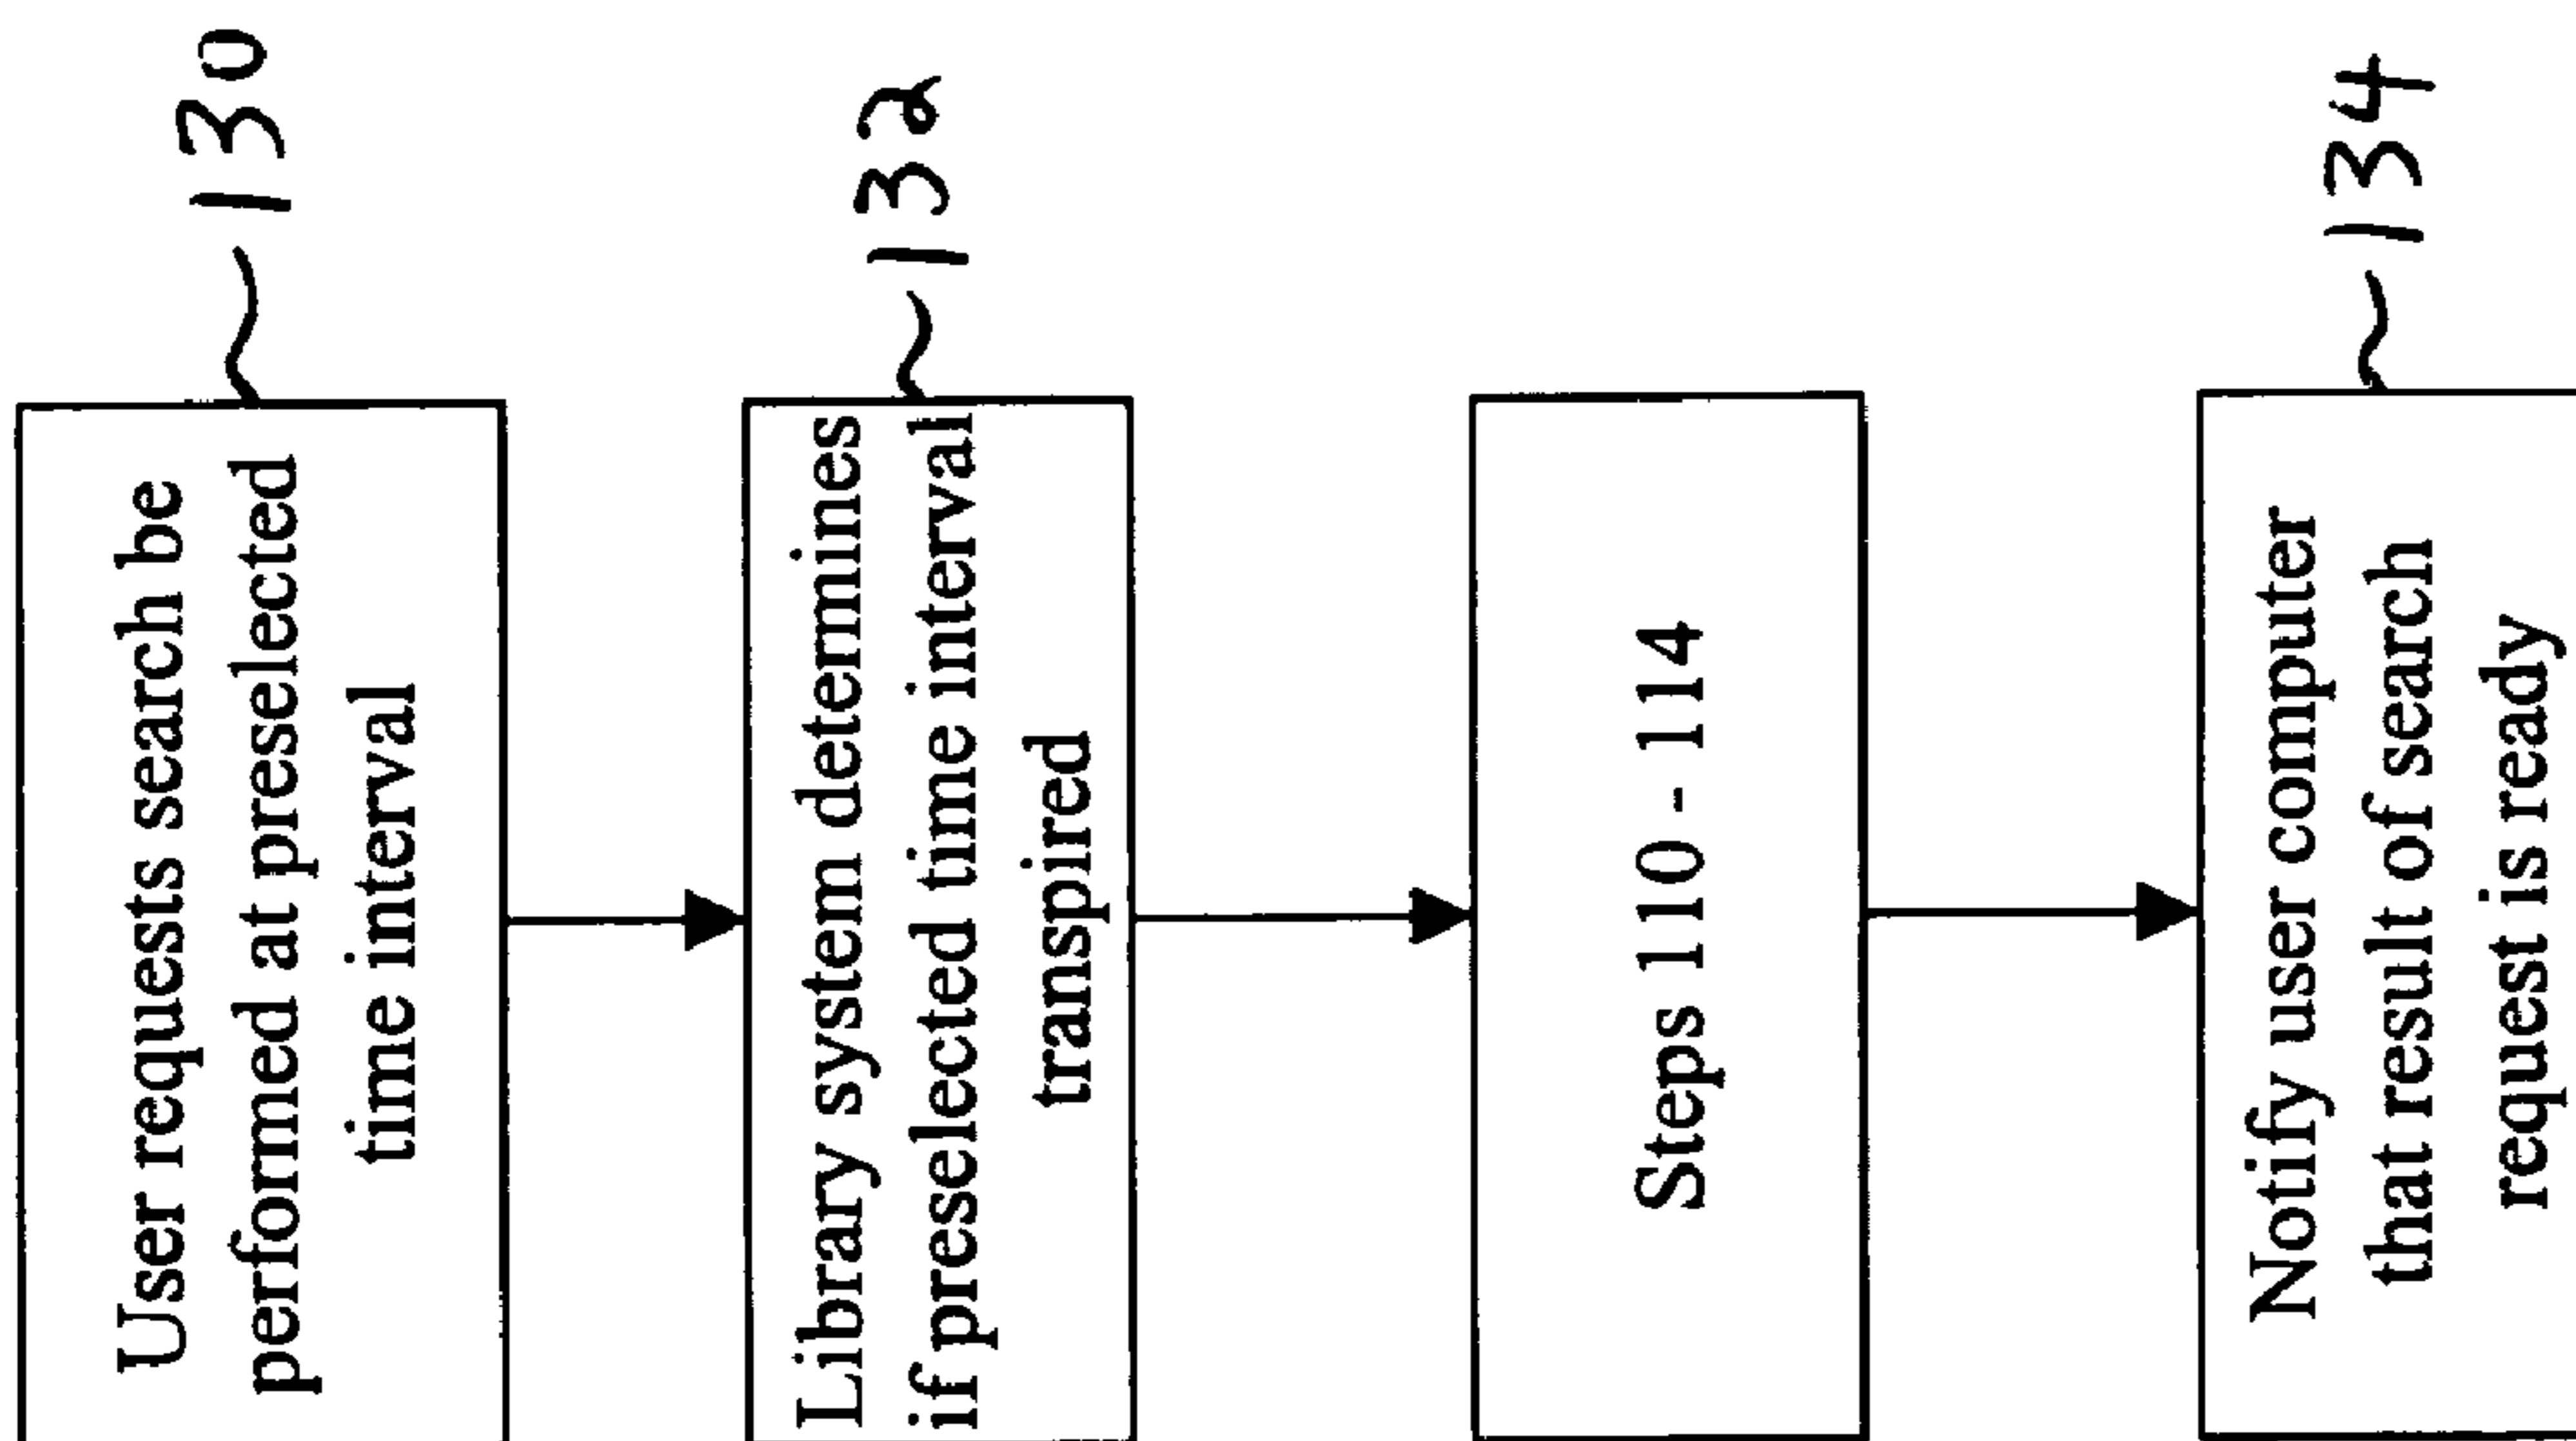 User requests search be
performed at preselected
time interval
130
Library system determines
if preselected time interval
transpired
132
Steps 110 - 114
Notify user computer
that result of search
request is ready
134